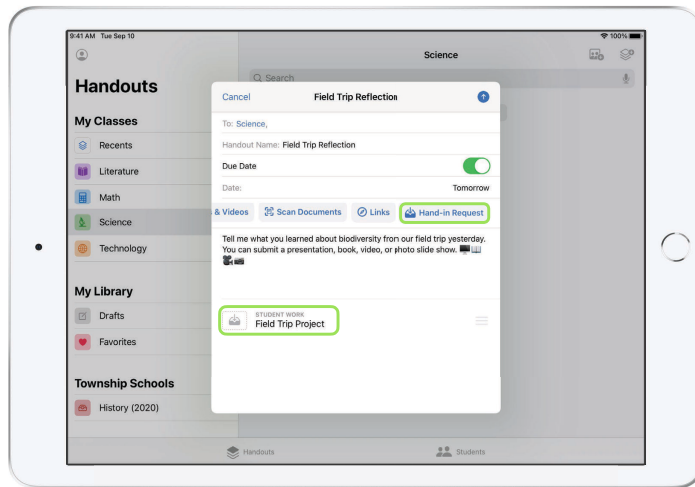 9:41 AM Tue Sep 10
100%
Handouts
My Classes
Recents
Literature
Math
Science
Technology
My Library
Drafts
Favorites
Township Schools
History (2020)
Science
Search
Cancel
Field Trip Reflection
To: Science,
Handout Name: Field Trip Reflection
Due Date
Date:
Tomorrow
& Videos
Scan Documents
Links
Hand-in Request
Tell me what you learned about biodiversity from our field trip yesterday.
You can submit a presentation, book, video, or photo slide show.
STUDENT WORK
Field Trip Project
Handouts
Students